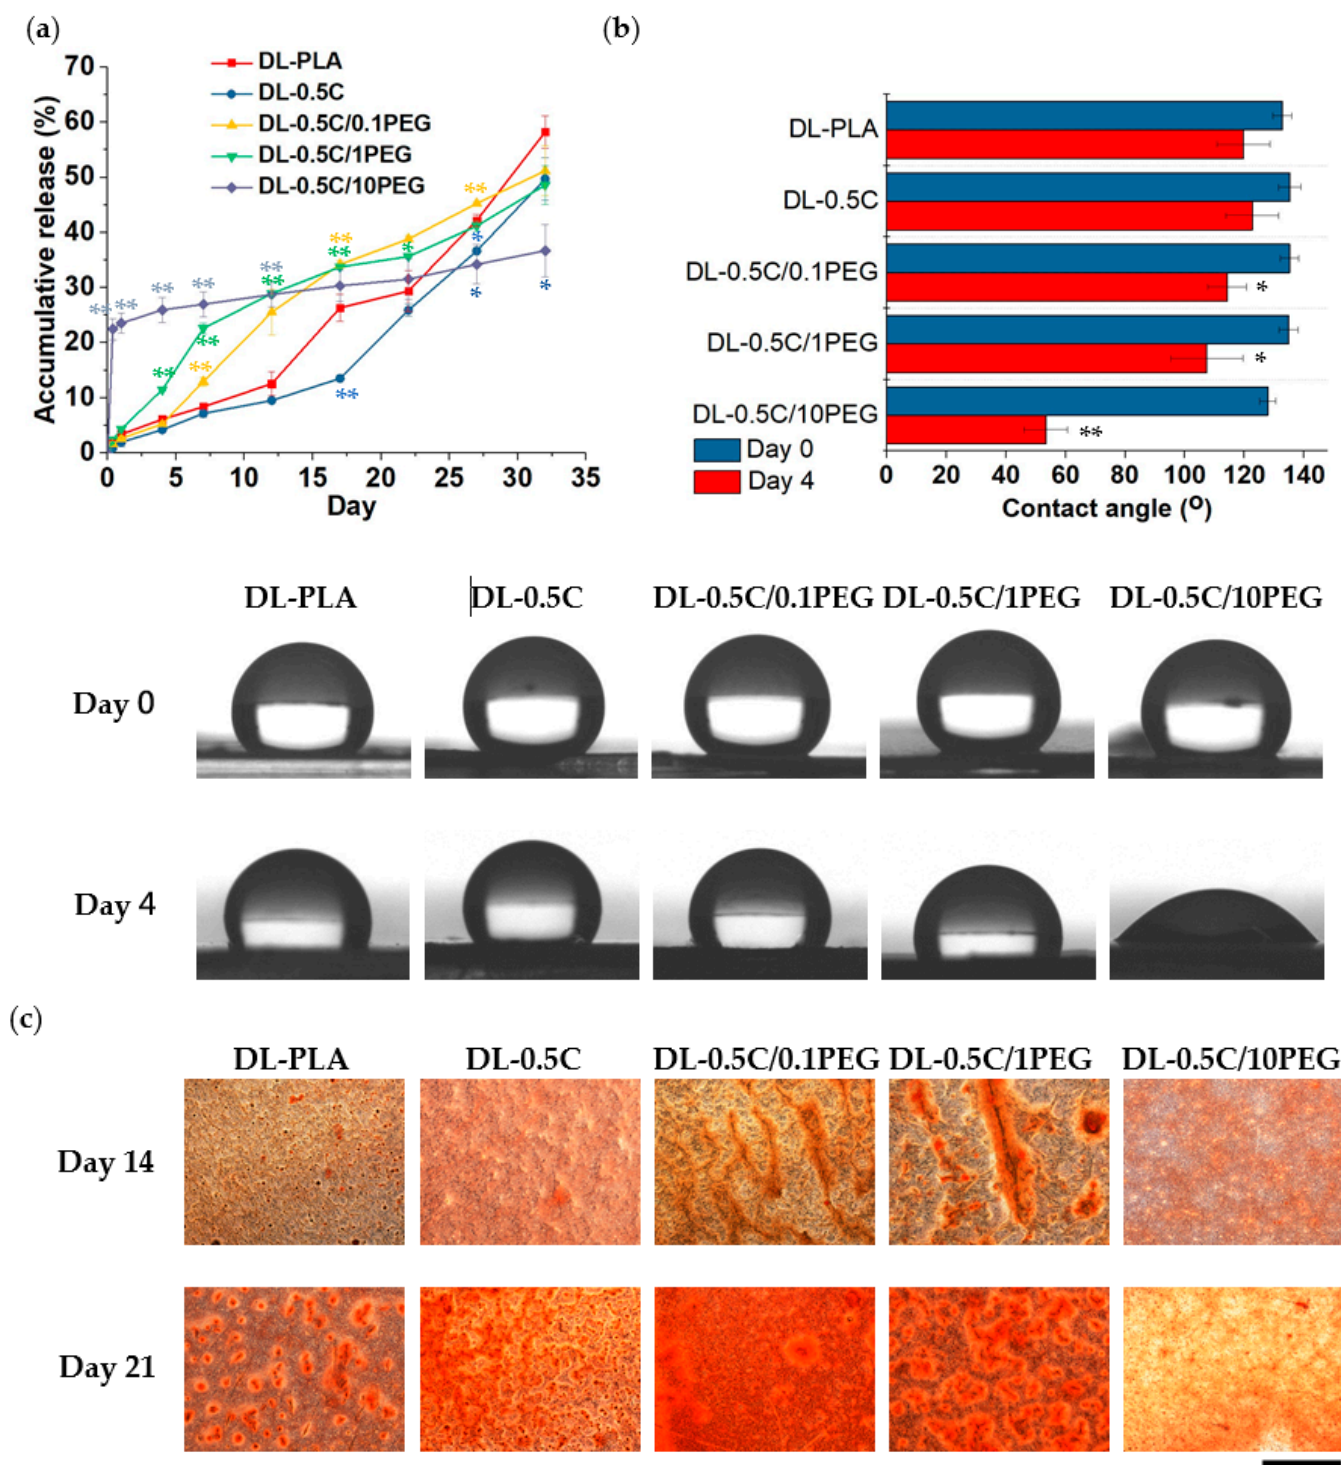 (a)
70
60
50
40
30
20
10
0
Accumulative release (%)
DL-PLA
DL-0.5C
DL-0.5C/0.1PEG
DL-0.5C/1PEG
DL-0.5C/10PEG
** ** ** ** ** ** ** ** ** ** ** ** ** * * * * **
0 5 10 15 20 25 30 35
Day
(b)
DL-PLA
DL-0.5C
DL-0.5C/0.1PEG
*
DL-0.5C/1PEG
*
DL-0.5C/10PEG
**
Day 0
Day 4
0 20 40 60 80 100 120 140
Contact angle (º)
DL-PLA DL-0.5C DL-0.5C/0.1PEG DL-0.5C/1PEG DL-0.5C/10PEG
Day 0
Day 4
(c)
DL-PLA DL-0.5C DL-0.5C/0.1PEG DL-0.5C/1PEG DL-0.5C/10PEG
Day 14
Day 21